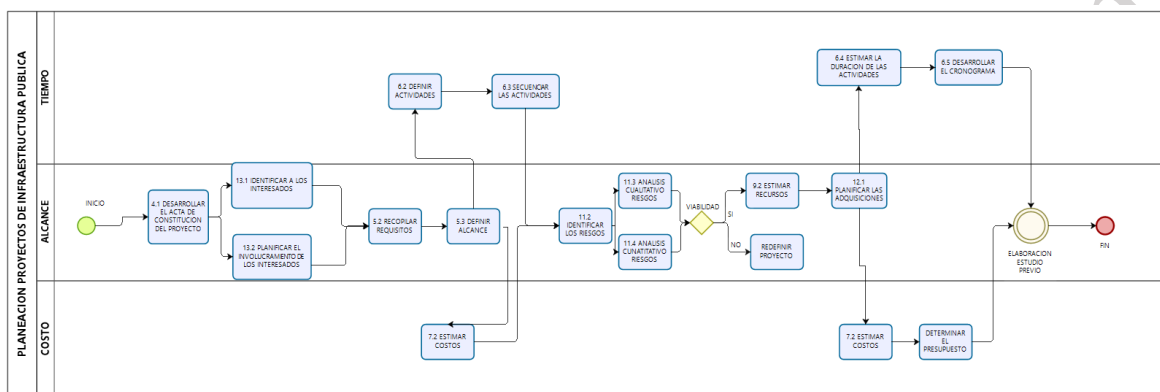 PLANEACION PROYECTOS DE INFRAESTRUCTURA PUBLICA
TIEMPO
6.2 DEFINIR
ACTIVIDADES
6.3 SECUENCIAR
LAS ACTIVIDADES
6.4 ESTIMAR LA
DURACION DE LAS
ACTIVIDADES
6.5 DESARROLLAR
EL CRONOGRAMA
ALCANCE
INICIO
4.1 DESARROLLAR
EL ACTA DE
CONSTITUCION
DEL PROYECTO
13.1 IDENTIFICAR A LOS
INTERESADOS
13.2 PLANIFICAR EL
INVOLUCRAMIENTO DE
LOS INTERESADOS
5.2 RECOPILAR
REQUISITOS
5.3 DEFINIR
ALCANCE
11.2
IDENTIFICAR
LOS RIESGOS
11.3 ANALISIS
CUALITATIVO
RIESGOS
11.4 ANALISIS
CUNATITATIVO
RIESGOS
VIABILIDAD
SI
NO
9.2 ESTIMAR
RECURSOS
REDEFINIR
PROYECTO
12.1
PLANIFICAR LAS
ADQUISICIONES
ELABORACION
ESTUDIO
PREVIO
FIN
COSTO
7.2 ESTIMAR
COSTOS
7.2 ESTIMAR
COSTOS
DETERMINAR
EL
PRESUPUESTO